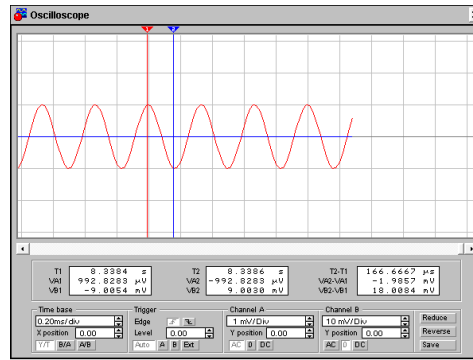 Oscilloscope
1 2
T1 8.3384 s T2 8.3386 s T2-T1 166.6667 µs
VA1 992.8283 µV VA2 -992.8283 µV VA2-VA1 -1.9857 mV
VB1 -9.0054 mV VB2 9.0030 mV VB2-VB1 18.0084 mV
Time base Trigger Channel A Channel B Reduce
0.20ms/div Edge 1 mV/Div 10 mV/Div
X position 0.00 Level 0.00 Y position 0.00 Y position 0.00 Reverse
Y/T B/A A/B Auto A B Ext AC 0 DC AC 0 DC Save